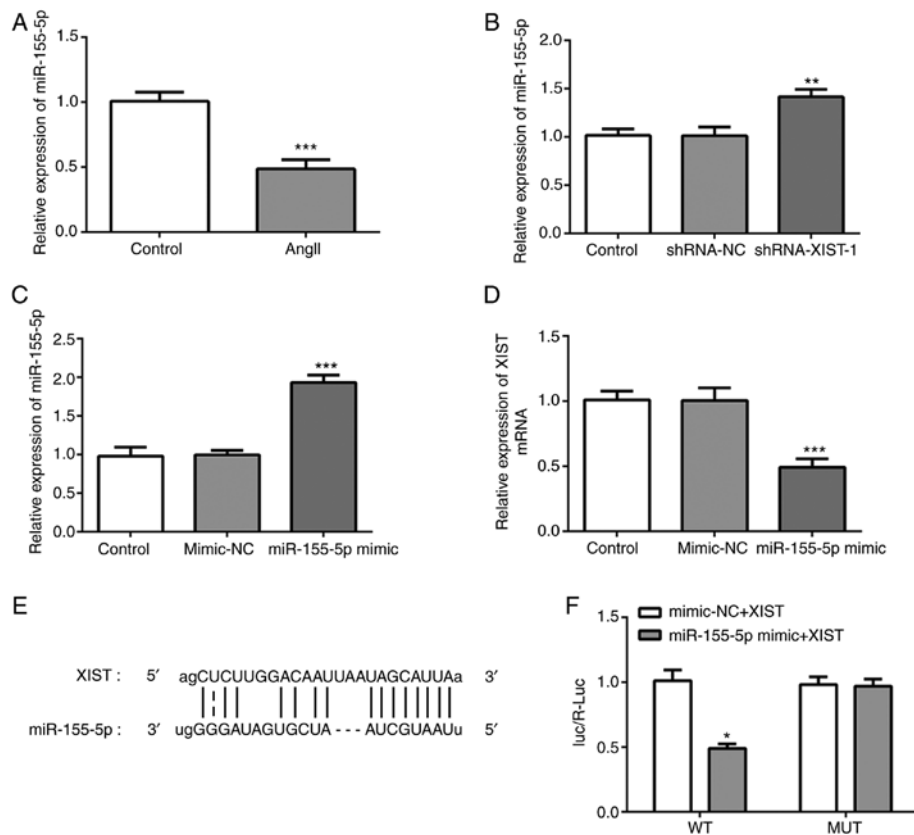 A
Relative expression of miR-155-5p
1.5
1.0
0.5
0.0
***
Control
AngII
B
Relative expression of miR-155-5p
2.0
1.5
1.0
0.5
0.0
**
Control
shRNA-NC
shRNA-XIST-1
C
Relative expression of miR-155-5p
2.5
2.0
1.5
1.0
0.5
0.0
***
Control
Mimic-NC
miR-155-5p mimic
D
Relative expression of XIST
mRNA
1.5
1.0
0.5
0.0
***
Control
Mimic-NC
miR-155-5p mimic
E
XIST : 5′ agCUCUUGGACAAUUAAUAGCAUUAa 3′
miR-155-5p : 3′ ugGGGAUAGUGCUA - - - AUCGUAAUu 5′
F
mimic-NC+XIST
miR-155-5p mimic+XIST
luc/R-Luc
1.5
1.0
0.5
0.0
*
WT
MUT